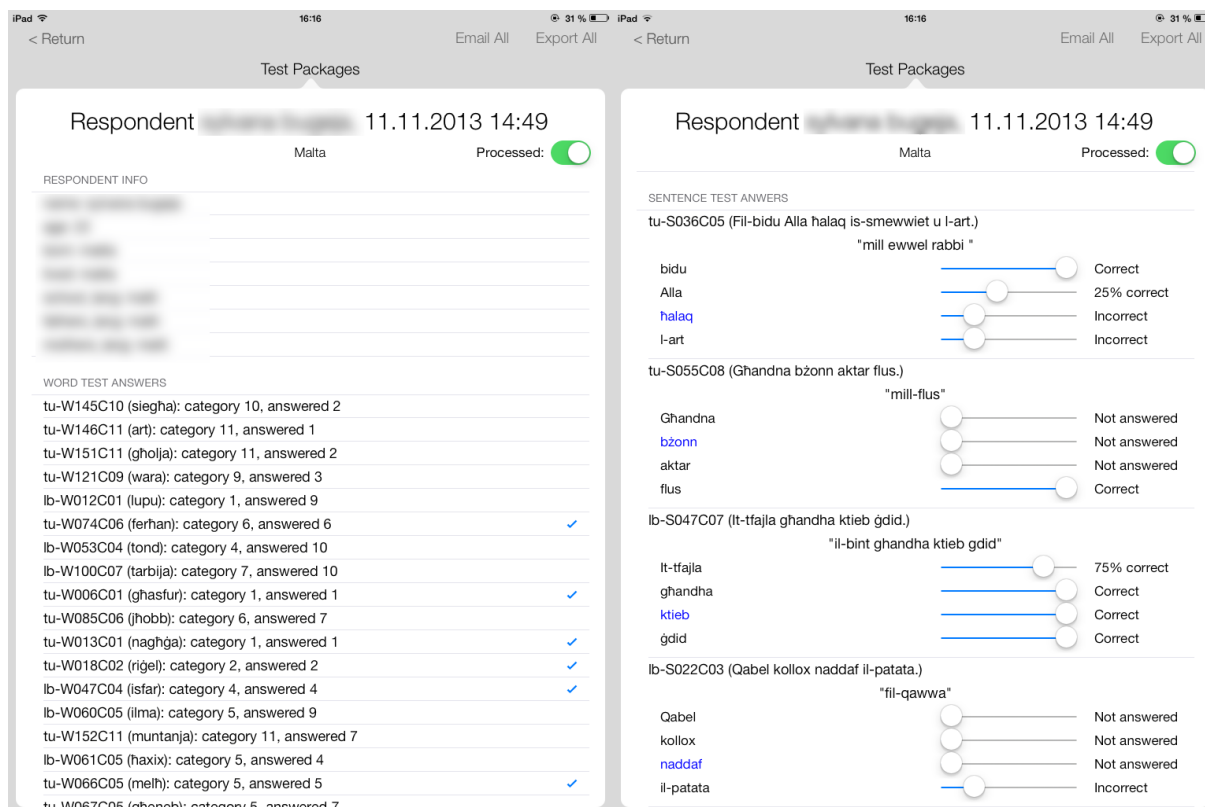 iPad 16:16 31 %
< Return Email All Export All
Test Packages
Respondent 11.11.2013 14:49
Malta Processed:
RESPONDENT INFO
WORD TEST ANSWERS
tu-W145C10 (siegħa): category 10, answered 2
tu-W146C11 (art): category 11, answered 1
tu-W151C11 (għolja): category 11, answered 2
tu-W121C09 (wara): category 9, answered 3
lb-W012C01 (lupu): category 1, answered 9
tu-W074C06 (ferħan): category 6, answered 6
lb-W053C04 (tond): category 4, answered 10
lb-W100C07 (tarbija): category 7, answered 10
tu-W006C01 (għasfur): category 1, answered 1
tu-W085C06 (jħobb): category 6, answered 7
tu-W013C01 (nagħġa): category 1, answered 1
tu-W018C02 (riġel): category 2, answered 2
lb-W047C04 (isfar): category 4, answered 4
lb-W060C05 (ilma): category 5, answered 9
tu-W152C11 (muntanja): category 11, answered 7
lb-W061C05 (ħaxix): category 5, answered 4
tu-W066C05 (melħ): category 5, answered 5
tu-W067C05 (għeneb): category 5, answered 7
iPad 16:16 31 %
< Return Email All Export All
Test Packages
Respondent 11.11.2013 14:49
Malta Processed:
SENTENCE TEST ANWERS
tu-S036C05 (Fil-bidu Alla ħalaq is-smewwiet u l-art.)
"mill ewwel rabbi "
bidu Correct
Alla 25% correct
ħalaq Incorrect
l-art Incorrect
tu-S055C08 (Għandna bżonn aktar flus.)
"mill-flus"
Għandna Not answered
bżonn Not answered
aktar Not answered
flus Correct
lb-S047C07 (It-tfajla għandha ktieb ġdid.)
"il-bint ghandha ktieb gdid"
It-tfajla 75% correct
għandha Correct
ktieb Correct
ġdid Correct
lb-S022C03 (Qabel kollox naddaf il-patata.)
"fil-qawwa"
Qabel Not answered
kollox Not answered
naddaf Not answered
il-patata Incorrect